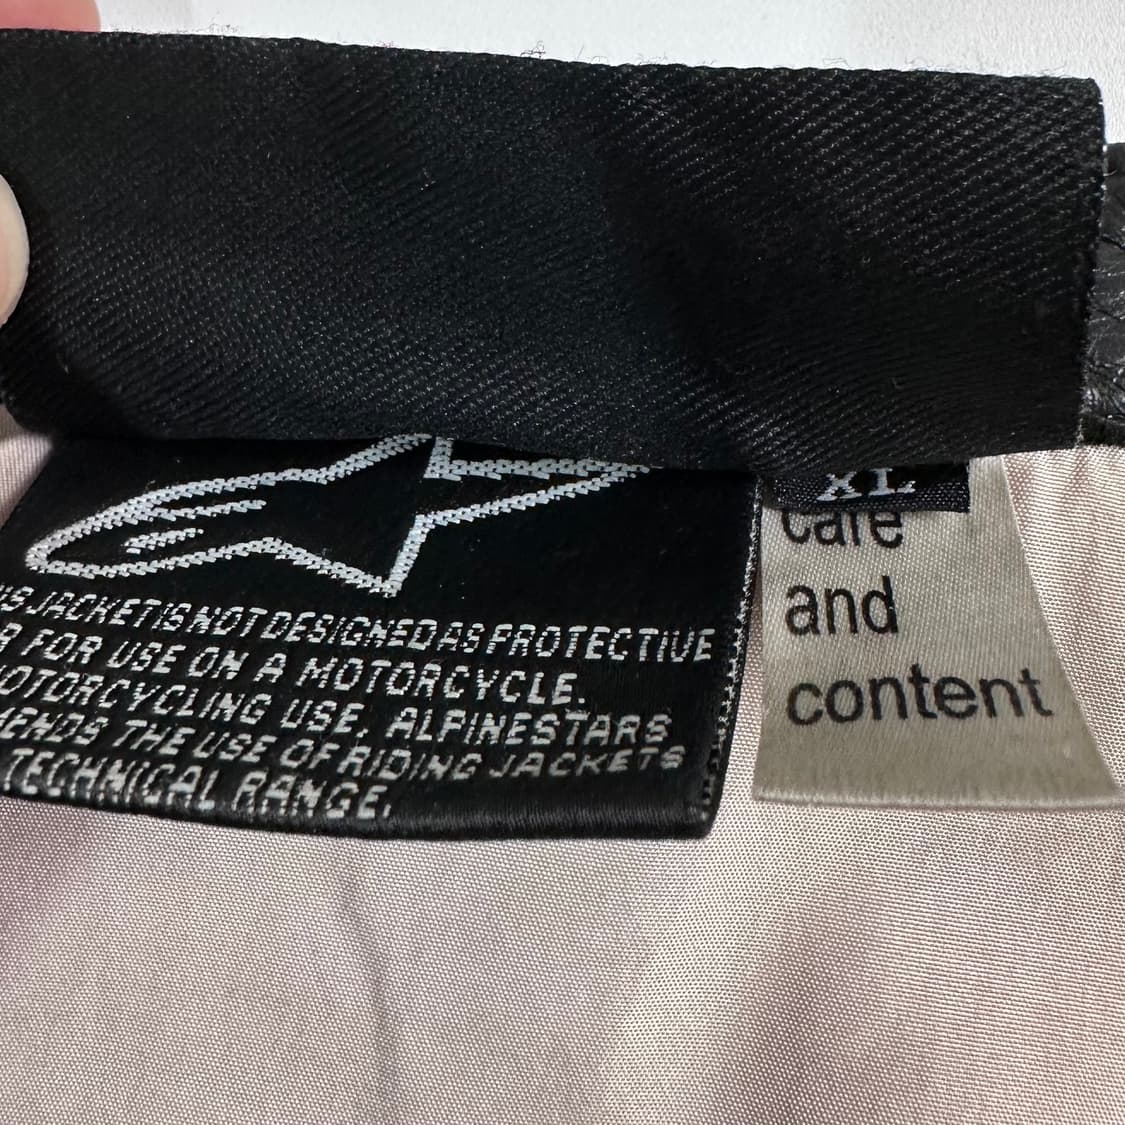 JACKET IS NOT DESIGNED AS PROTECTIVE
FOR USE ON A MOTORCYCLE.
USE, ALPINESTARS
THE USE OF RIDING JACKETS
TECHNICAL RANGE.
XL
care
and
content